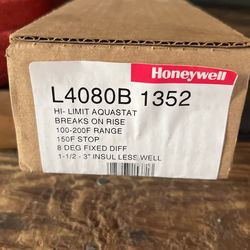 Honeywell
L4080B 1352
HI- LIMIT AQUASTAT
BREAKS ON RISE
100-200F RANGE
150F STOP
8 DEG FIXED DIFF
1-1/2 - 3" INSUL LESS WELL